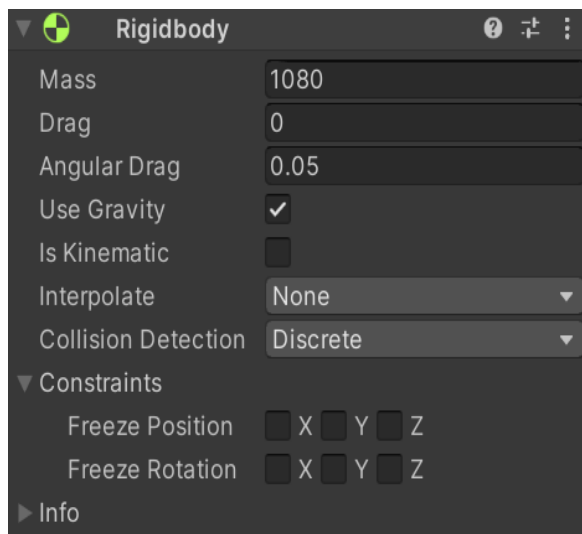 Rigidbody
Mass 1080
Drag 0
Angular Drag 0.05
Use Gravity
Is Kinematic
Interpolate None
Collision Detection Discrete
Constraints
Freeze Position X Y Z
Freeze Rotation X Y Z
Info